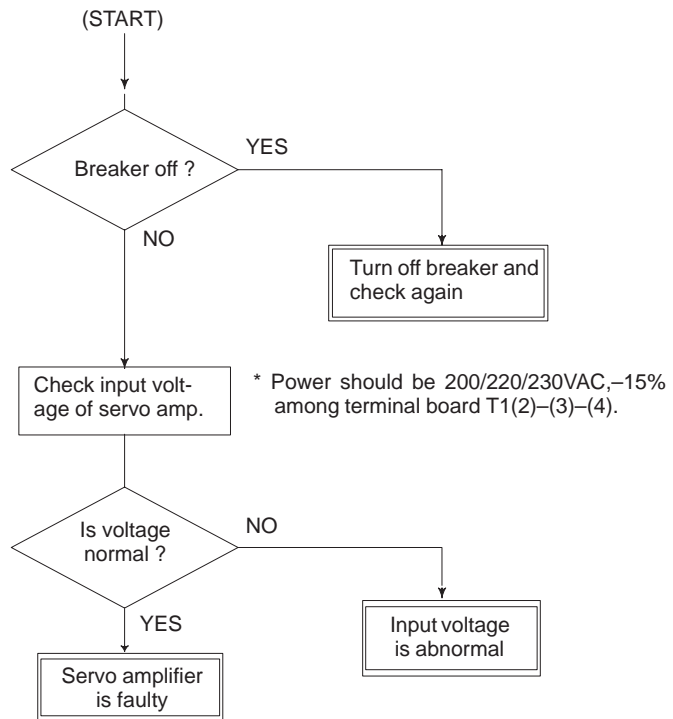 (START)
Breaker off ?
YES
NO
Turn off breaker and
check again
Check input volt-
age of servo amp.
* Power should be 200/220/230VAC,–15%
among terminal board T1(2)–(3)–(4).
Is voltage
normal ?
NO
YES
Input voltage
is abnormal
Servo amplifier
is faulty